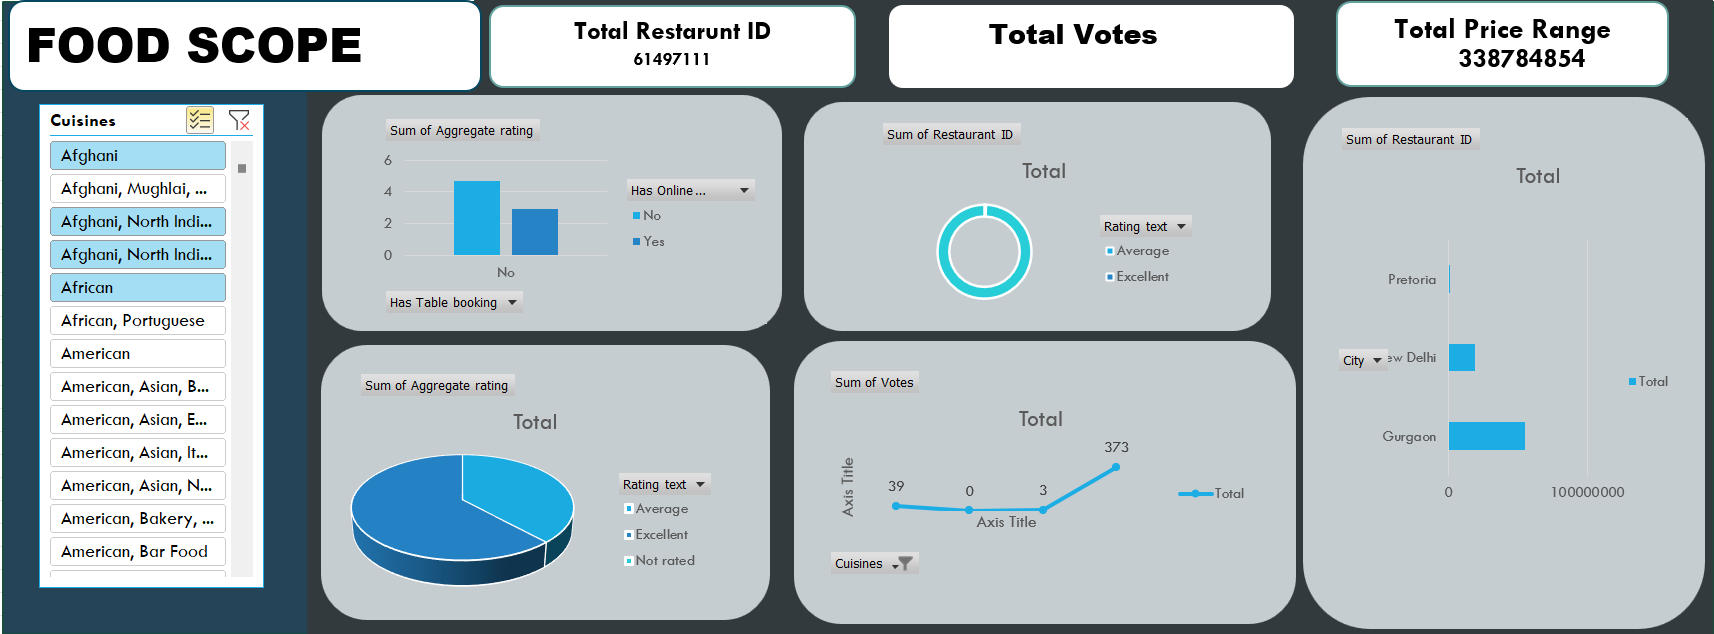 FOOD SCOPE
Total Restarunt ID
61497111
Total Votes
Total Price Range
338784854
Cuisines
Afghani
Afghani, Mughlai, ...
Afghani, North Indi...
Afghani, North Indi...
African
African, Portuguese
American
American, Asian, B...
American, Asian, E...
American, Asian, It...
American, Asian, N...
American, Bakery, ...
American, Bar Food
Sum of Aggregate rating
6
4
2
0
No
Has Online...
No
Yes
Has Table booking
Sum of Restaurant ID
Total
Rating text
Average
Excellent
Sum of Restaurant ID
Total
Pretoria
City
ew Delhi
Gurgaon
0
100000000
Total
Sum of Aggregate rating
Total
Rating text
Average
Excellent
Not rated
Sum of Votes
Total
Axis Title
39
0
3
373
Axis Title
Total
Cuisines